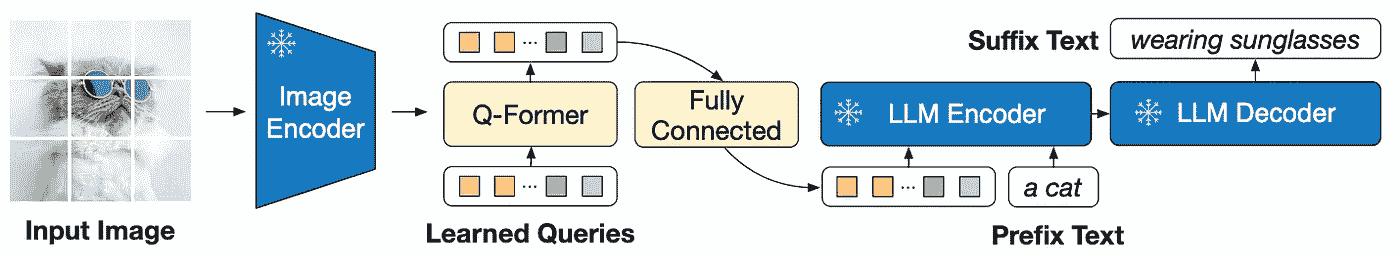 Input Image
Image
Encoder
Q-Former
Learned Queries
Fully
Connected
LLM Encoder
a cat
Prefix Text
LLM Decoder
Suffix Text
wearing sunglasses